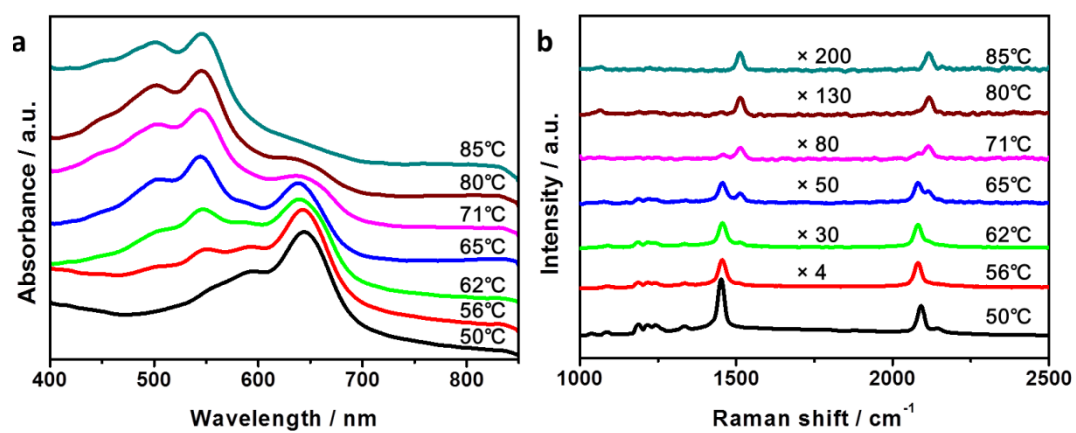 a
Absorbance / a.u.
85℃
80℃
71℃
65℃
62℃
56℃
50℃
400 500 600 700 800
Wavelength / nm
b
Intensity / a.u.
× 200 85℃
× 130 80℃
× 80 71℃
× 50 65℃
× 30 62℃
× 4 56℃
50℃
1000 1500 2000 2500
Raman shift / cm⁻¹